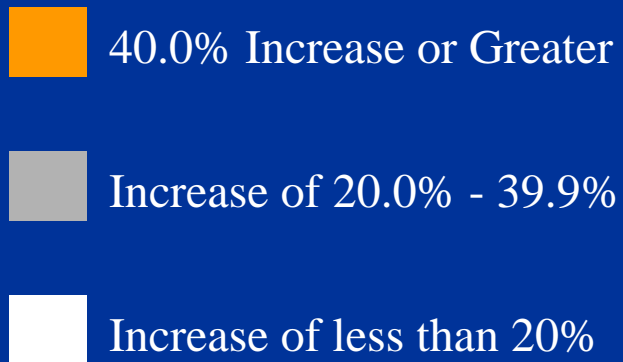 40.0% Increase or Greater
Increase of 20.0% - 39.9%
Increase of less than 20%